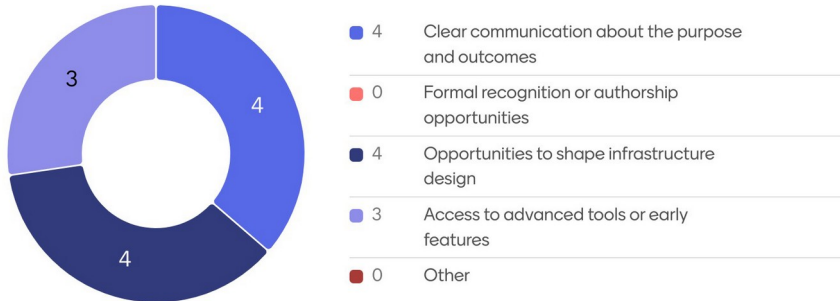 3
4
4
4 Clear communication about the purpose
and outcomes
0 Formal recognition or authorship
opportunities
4 Opportunities to shape infrastructure
design
3 Access to advanced tools or early
features
0 Other